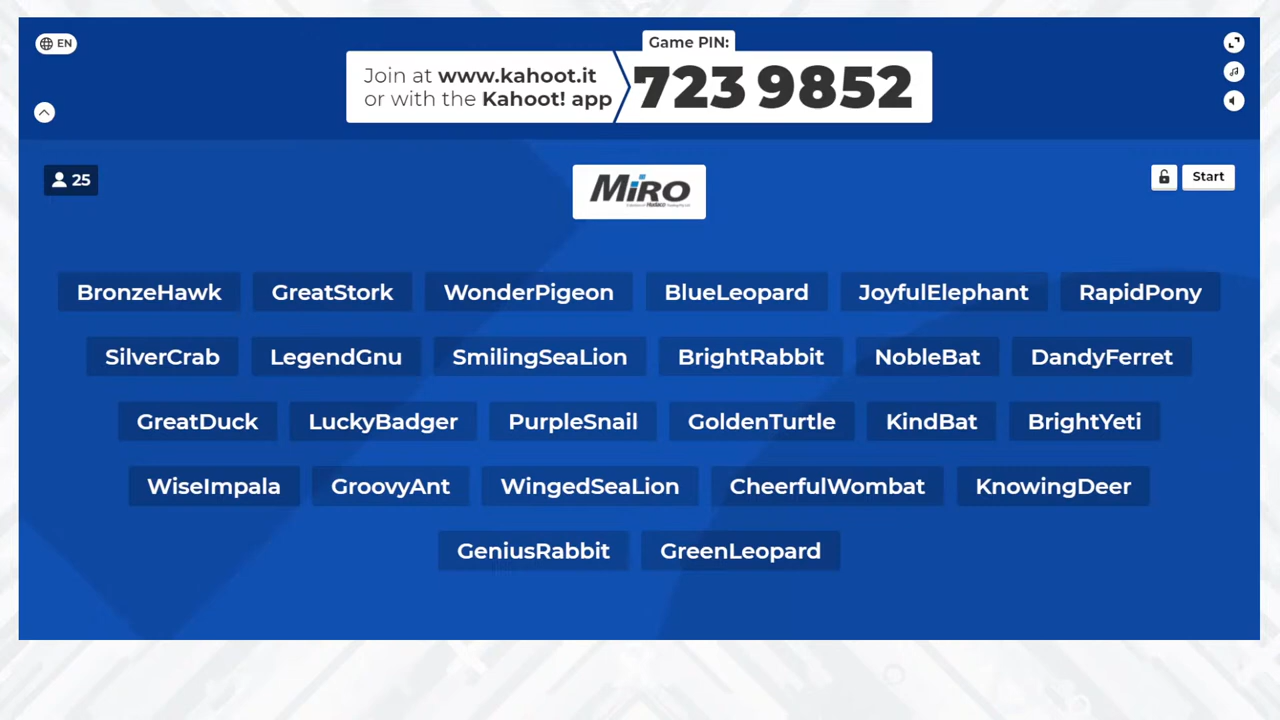 EN
Game PIN:
Join at www.kahoot.it
or with the Kahoot! app
723 9852
25
MiRO
Start
BronzeHawk GreatStork WonderPigeon BlueLeopard JoyfulElephant RapidPony
SilverCrab LegendGnu SmilingSeaLion BrightRabbit NobleBat DandyFerret
GreatDuck LuckyBadger PurpleSnail GoldenTurtle KindBat BrightYeti
WiseImpala GroovyAnt WingedSeaLion CheerfulWombat KnowingDeer
GeniusRabbit GreenLeopard